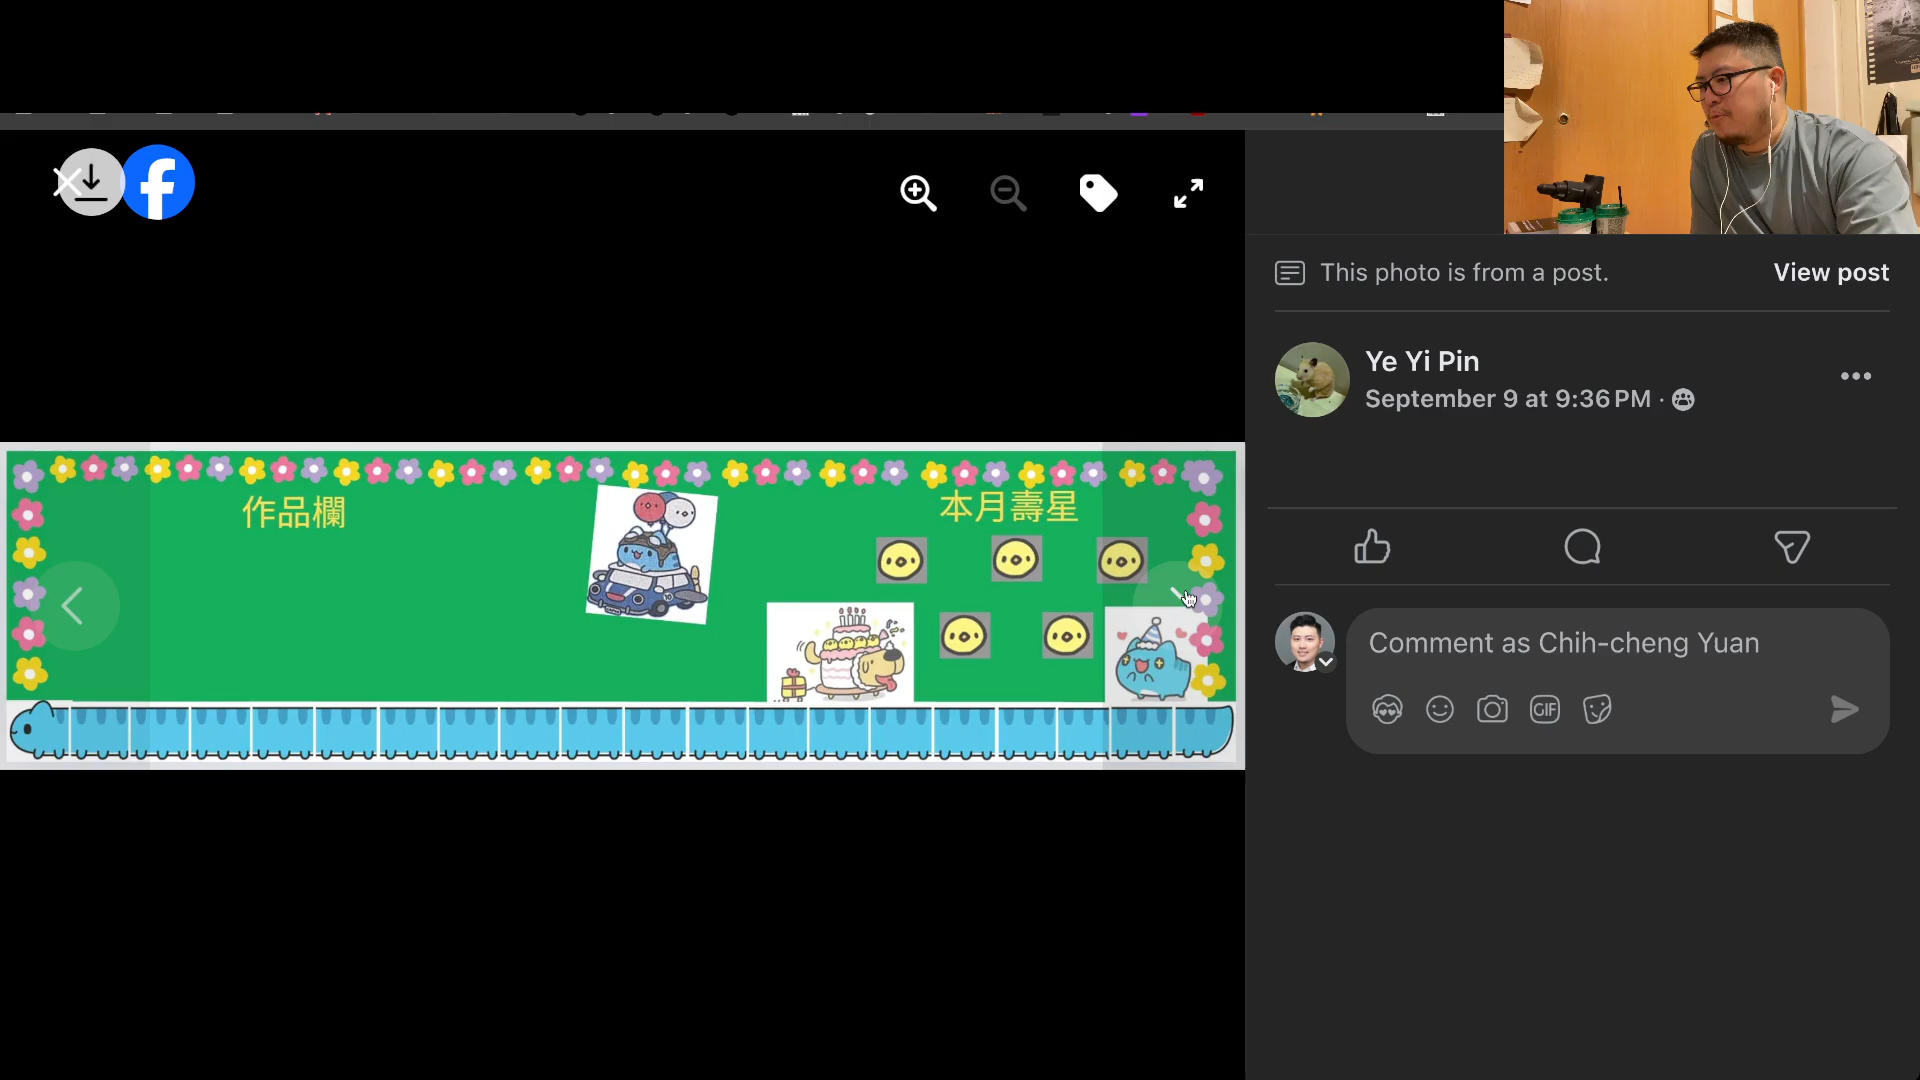 This photo is from a post.
View post
Ye Yi Pin
September 9 at 9:36 PM ·
作品欄
本月壽星
Comment as Chih-cheng Yuan
GIF